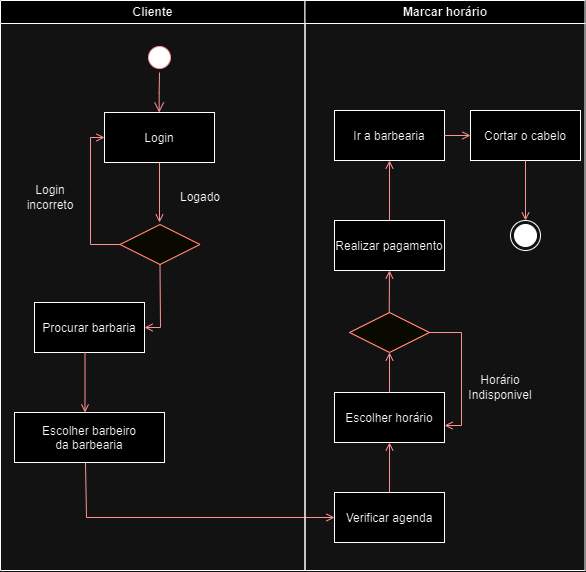 Cliente
Marcar horário
Login
Logado
Login
incorreto
Procurar barbaria
Escolher barbeiro
da barbearia
Ir a barbearia
Cortar o cabelo
Realizar pagamento
Horário
Indisponivel
Escolher horário
Verificar agenda